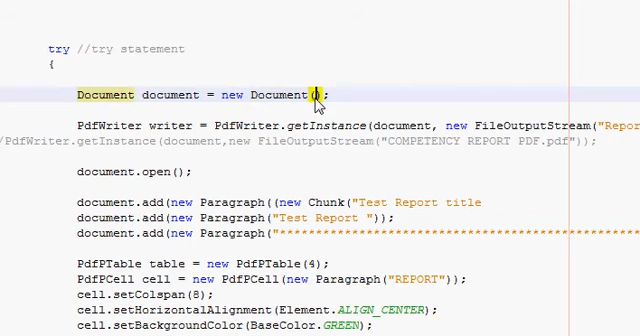 try //try statement
{
Document document = new Document();
PdfWriter writer = PdfWriter.getInstance(document, new FileOutputStream("Repor
/PdfWriter.getInstance(document,new FileOutputStream("COMPETENCY REPORT PDF.pdf"));
document.open();
document.add(new Paragraph((new Chunk("Test Report title
document.add(new Paragraph("Test Report "));
document.add(new Paragraph("****************************************************
PdfPTable table = new PdfPTable(4);
PdfPCell cell = new PdfPCell(new Paragraph("REPORT"));
cell.setColspan(8);
cell.setHorizontalAlignment(Element.ALIGN_CENTER);
cell.setBackgroundColor(BaseColor.GREEN);